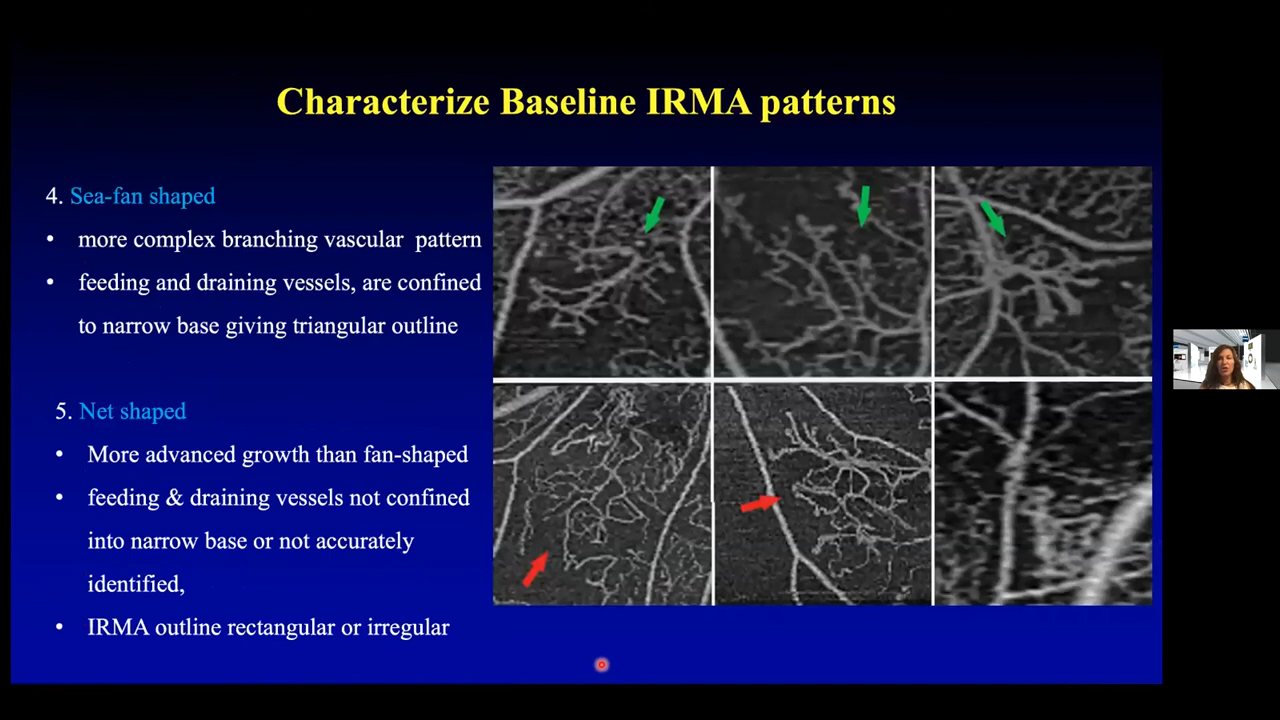 Characterize Baseline IRMA patterns
4. Sea-fan shaped
• more complex branching vascular pattern
• feeding and draining vessels, are confined
to narrow base giving triangular outline
5. Net shaped
• More advanced growth than fan-shaped
• feeding & draining vessels not confined
into narrow base or not accurately
identified,
• IRMA outline rectangular or irregular